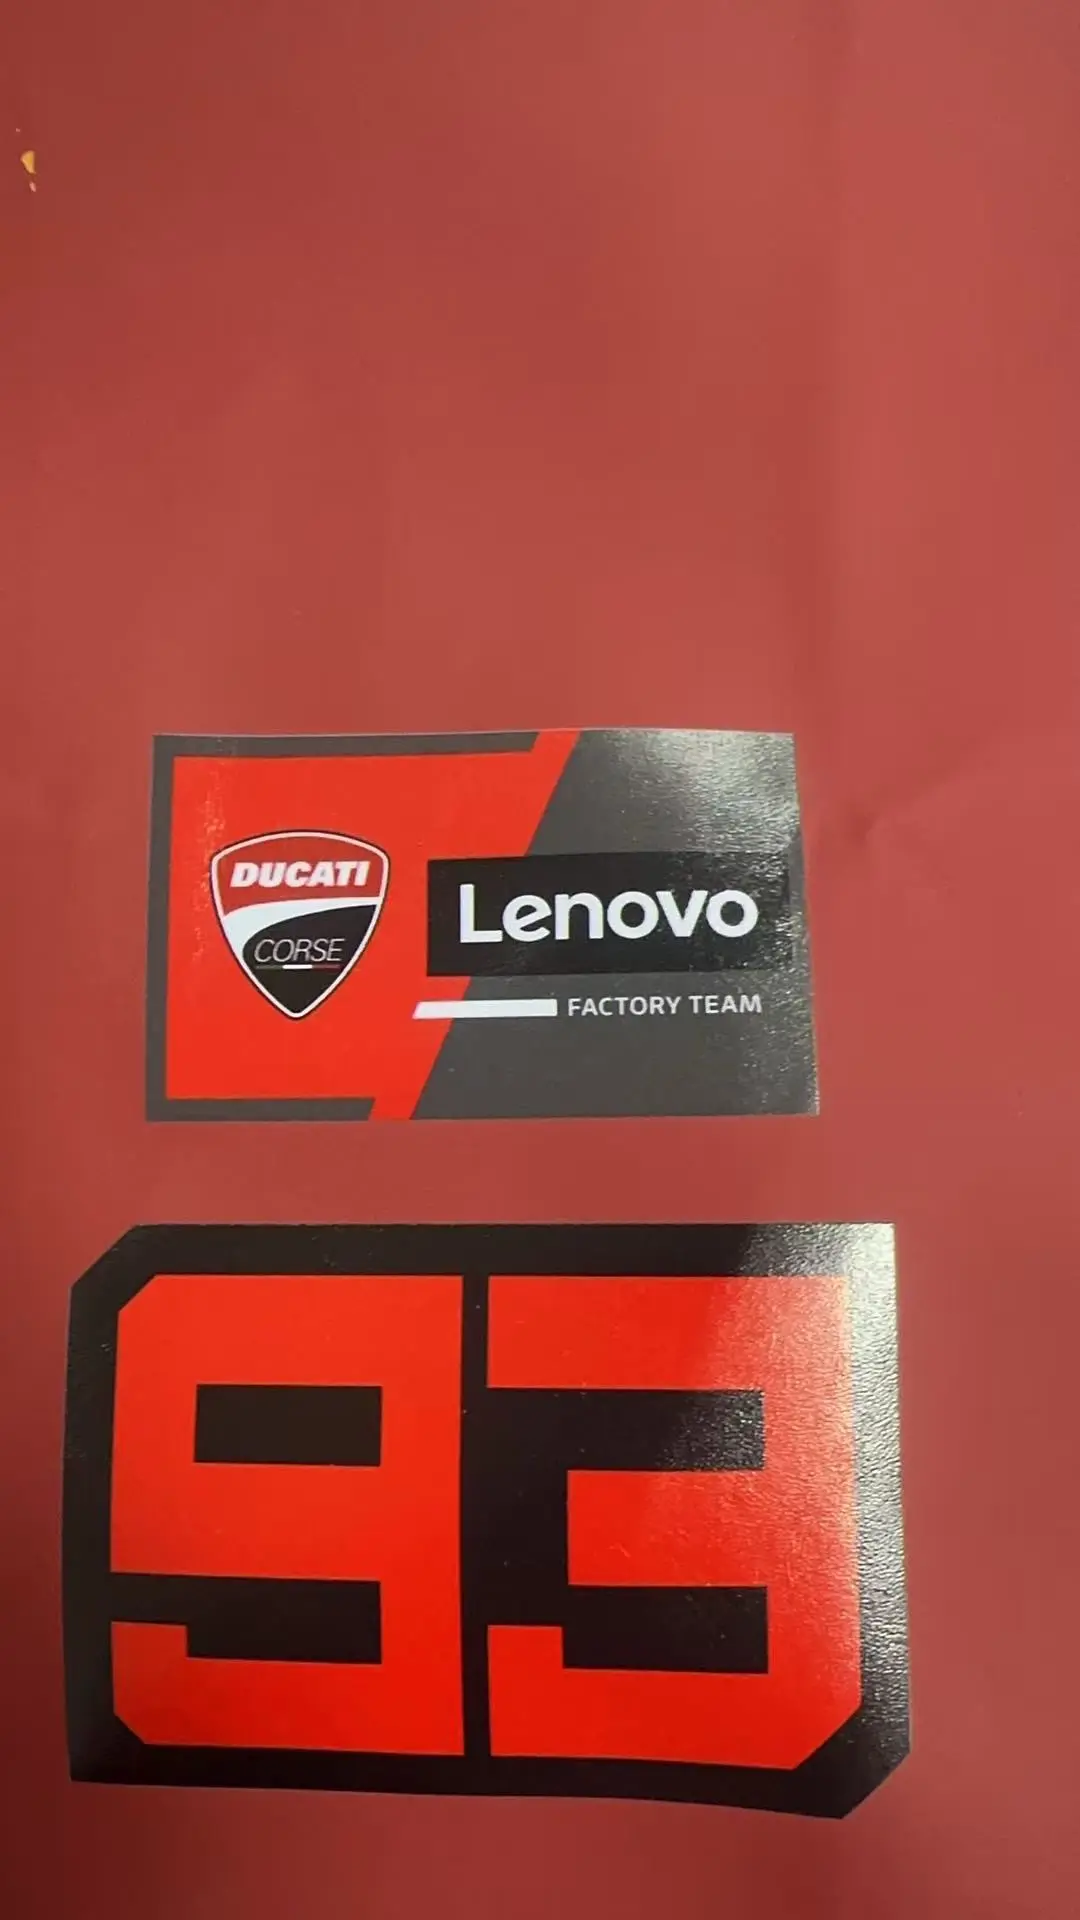 DUCATI
CORSE
Lenovo
FACTORY TEAM
93